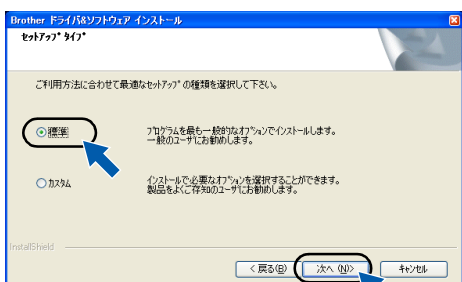 Brother ドライバ&ソフトウェア インストール
ｾｯﾄｱｯﾌﾟ ﾀｲﾌﾟ
ご利用方法に合わせて最適なｾｯﾄｱｯﾌﾟの種類を選択して下さい。
標準
ﾌﾟﾛｸﾞﾗﾑを最も一般的なｵﾌﾟｼｮﾝでインストールします。
一般のﾕｰｻﾞにお勧めします。
ｶｽﾀﾑ
ｲﾝｽﾄｰﾙで必要なｵﾌﾟｼｮﾝを選択することができます。
製品をよくご存知のﾕｰｻﾞにお勧めします。
InstallShield
< 戻る(B)
次へ (N)>
ｷｬﾝｾﾙ